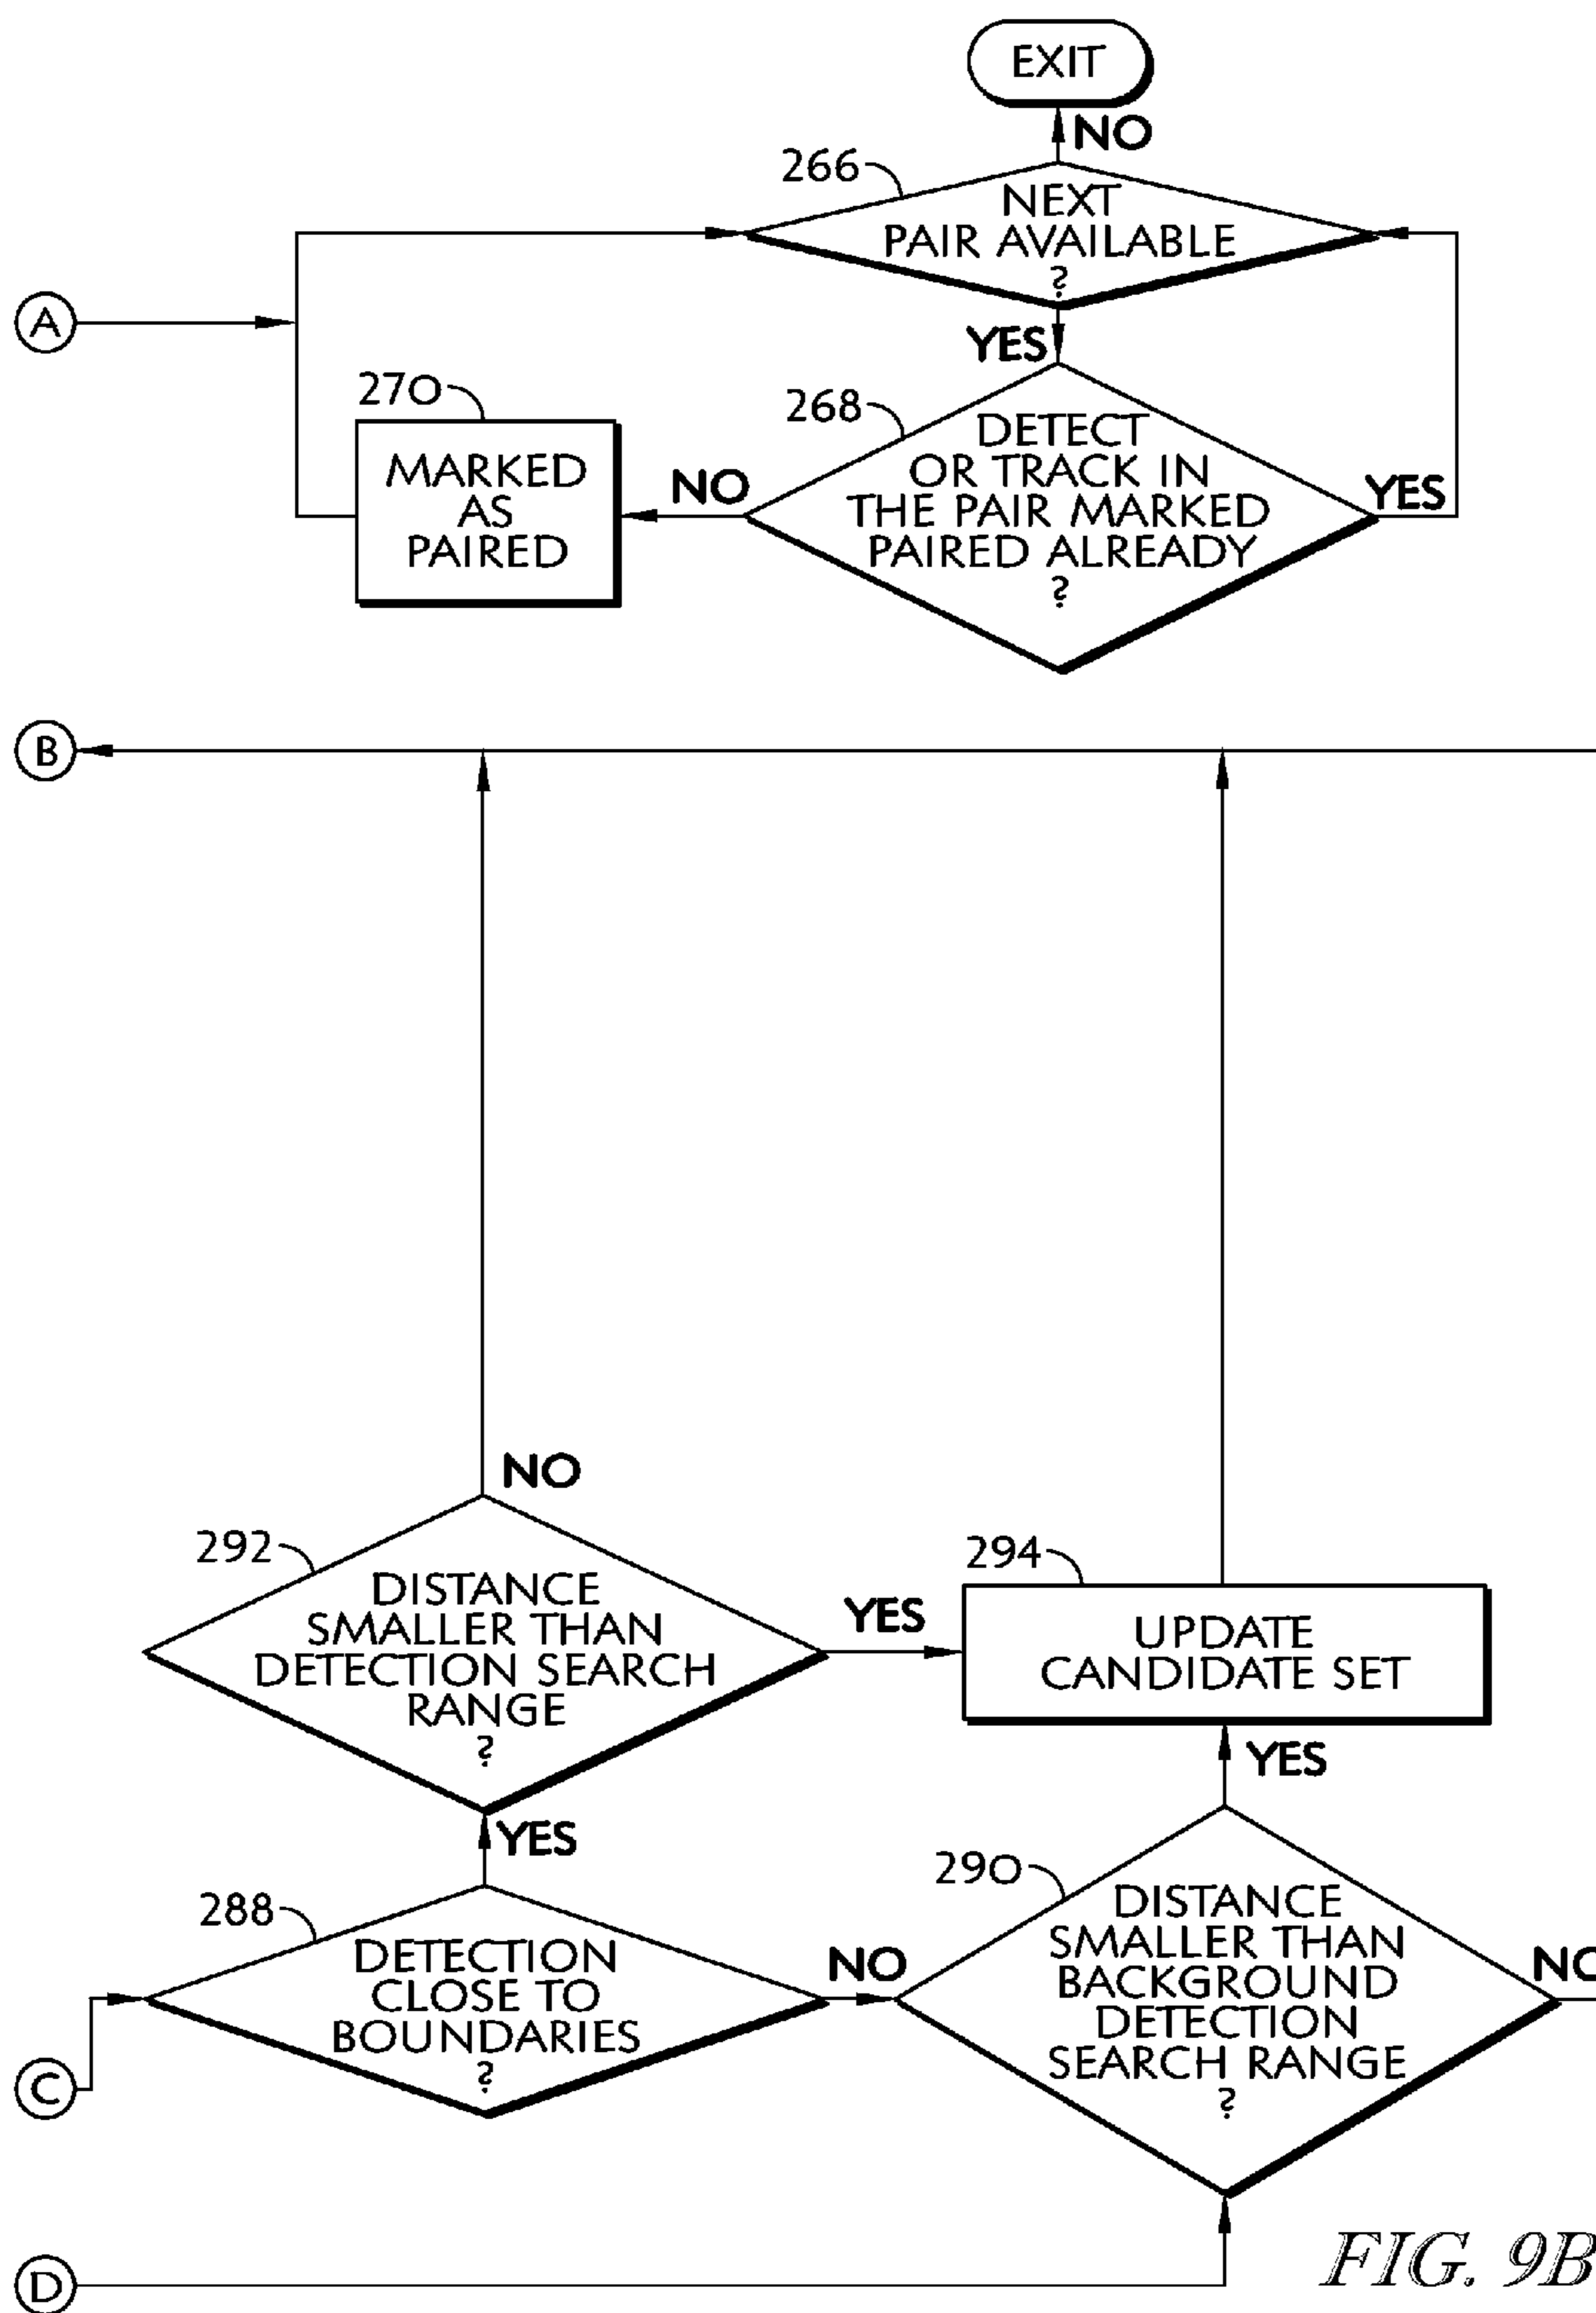 EXIT
NO
266
NEXT
PAIR AVAILABLE
?
A
YES
270
268
DETECT
OR TRACK IN
THE PAIR MARKED
PAIRED ALREADY
?
MARKED
AS
PAIRED
NO
YES
B
NO
292
DISTANCE
SMALLER THAN
DETECTION SEARCH
RANGE
?
YES
294
UPDATE
CANDIDATE SET
YES
YES
288
DETECTION
CLOSE TO
BOUNDARIES
?
NO
290
DISTANCE
SMALLER THAN
BACKGROUND
DETECTION
SEARCH RANGE
?
NO
C
D
FIG. 9B